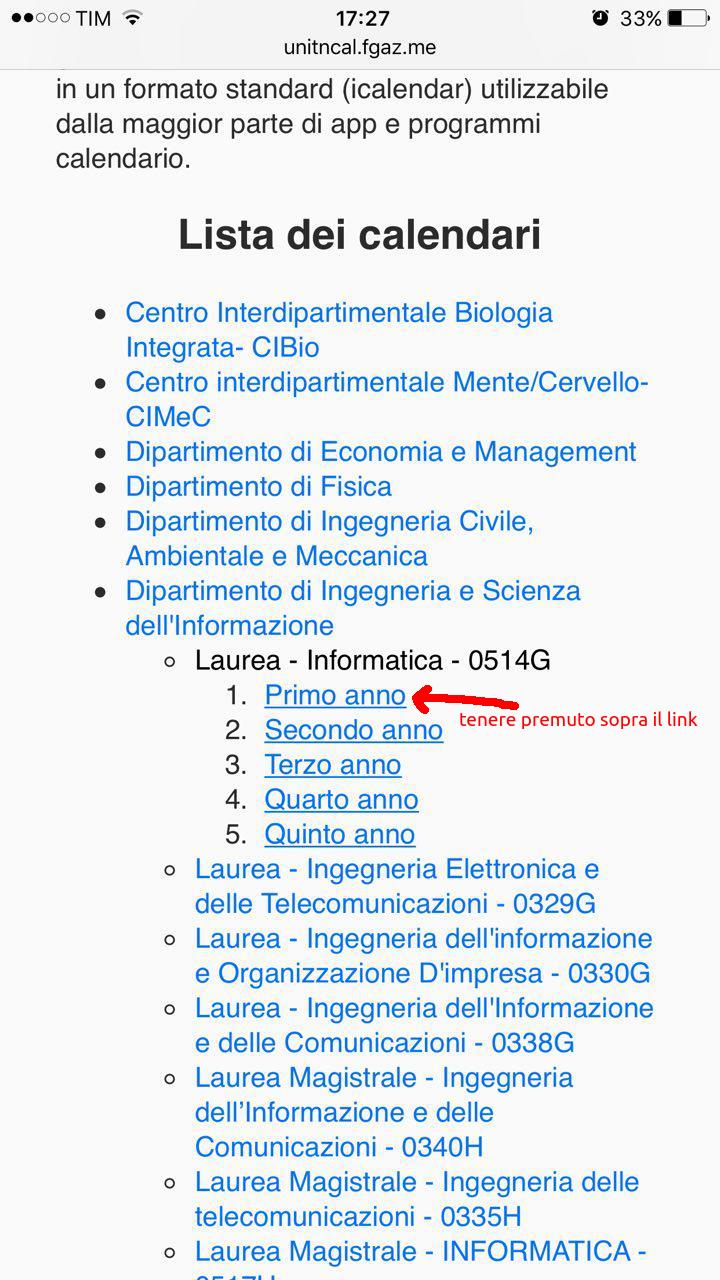 TIM 17:27 33%
unitncal.fgaz.me
in un formato standard (icalendar) utilizzabile
dalla maggior parte di app e programmi
calendario.
Lista dei calendari
• Centro Interdipartimentale Biologia
Integrata- CIBio
• Centro interdipartimentale Mente/Cervello-
CIMeC
• Dipartimento di Economia e Management
• Dipartimento di Fisica
• Dipartimento di Ingegneria Civile,
Ambientale e Meccanica
• Dipartimento di Ingegneria e Scienza
dell'Informazione
◦ Laurea - Informatica - 0514G
1. Primo anno
tenere premuto sopra il link
2. Secondo anno
3. Terzo anno
4. Quarto anno
5. Quinto anno
◦ Laurea - Ingegneria Elettronica e
delle Telecomunicazioni - 0329G
◦ Laurea - Ingegneria dell'informazione
e Organizzazione D'impresa - 0330G
◦ Laurea - Ingegneria dell'Informazione
e delle Comunicazioni - 0338G
◦ Laurea Magistrale - Ingegneria
dell’Informazione e delle
Comunicazioni - 0340H
◦ Laurea Magistrale - Ingegneria delle
telecomunicazioni - 0335H
◦ Laurea Magistrale - INFORMATICA -